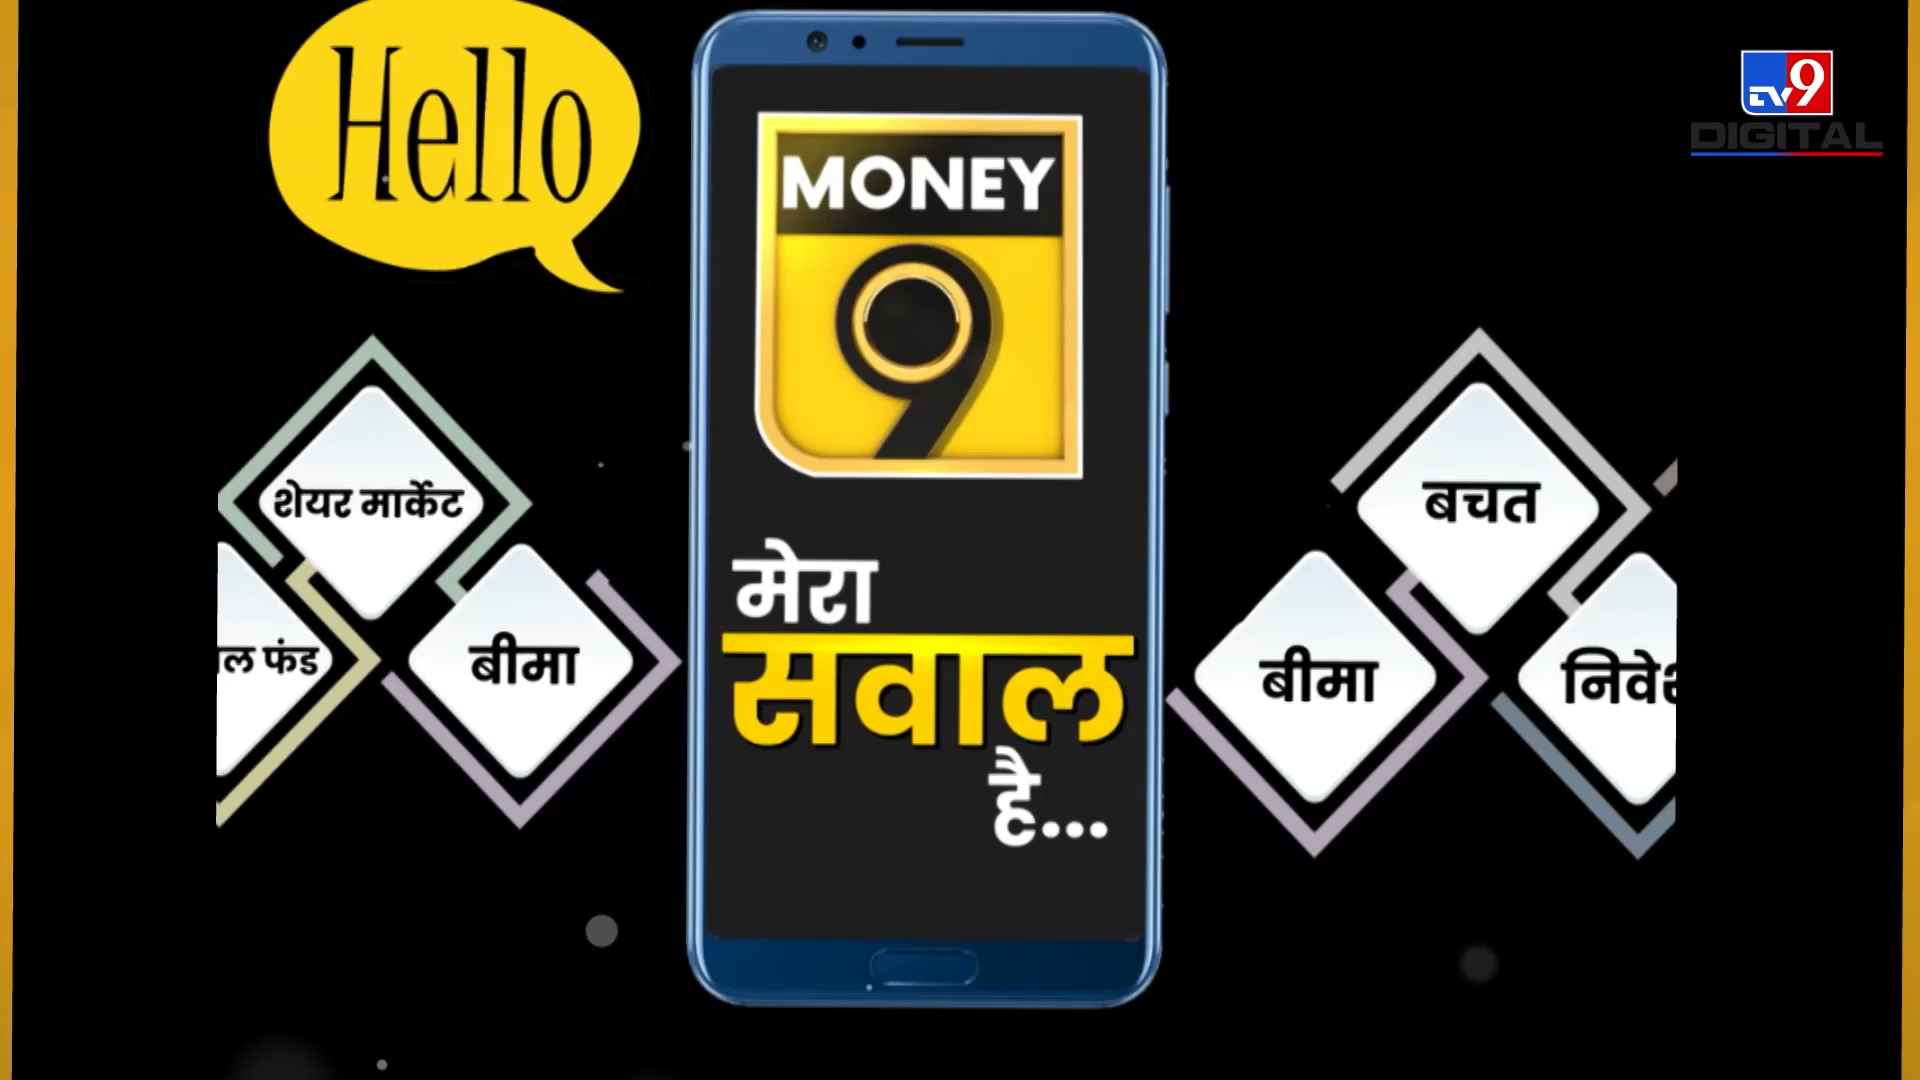 Hello
TV9
DIGITAL
MONEY
9
मेरा
सवाल
है...
शेयर मार्केट
फंड
बीमा
बचत
बीमा